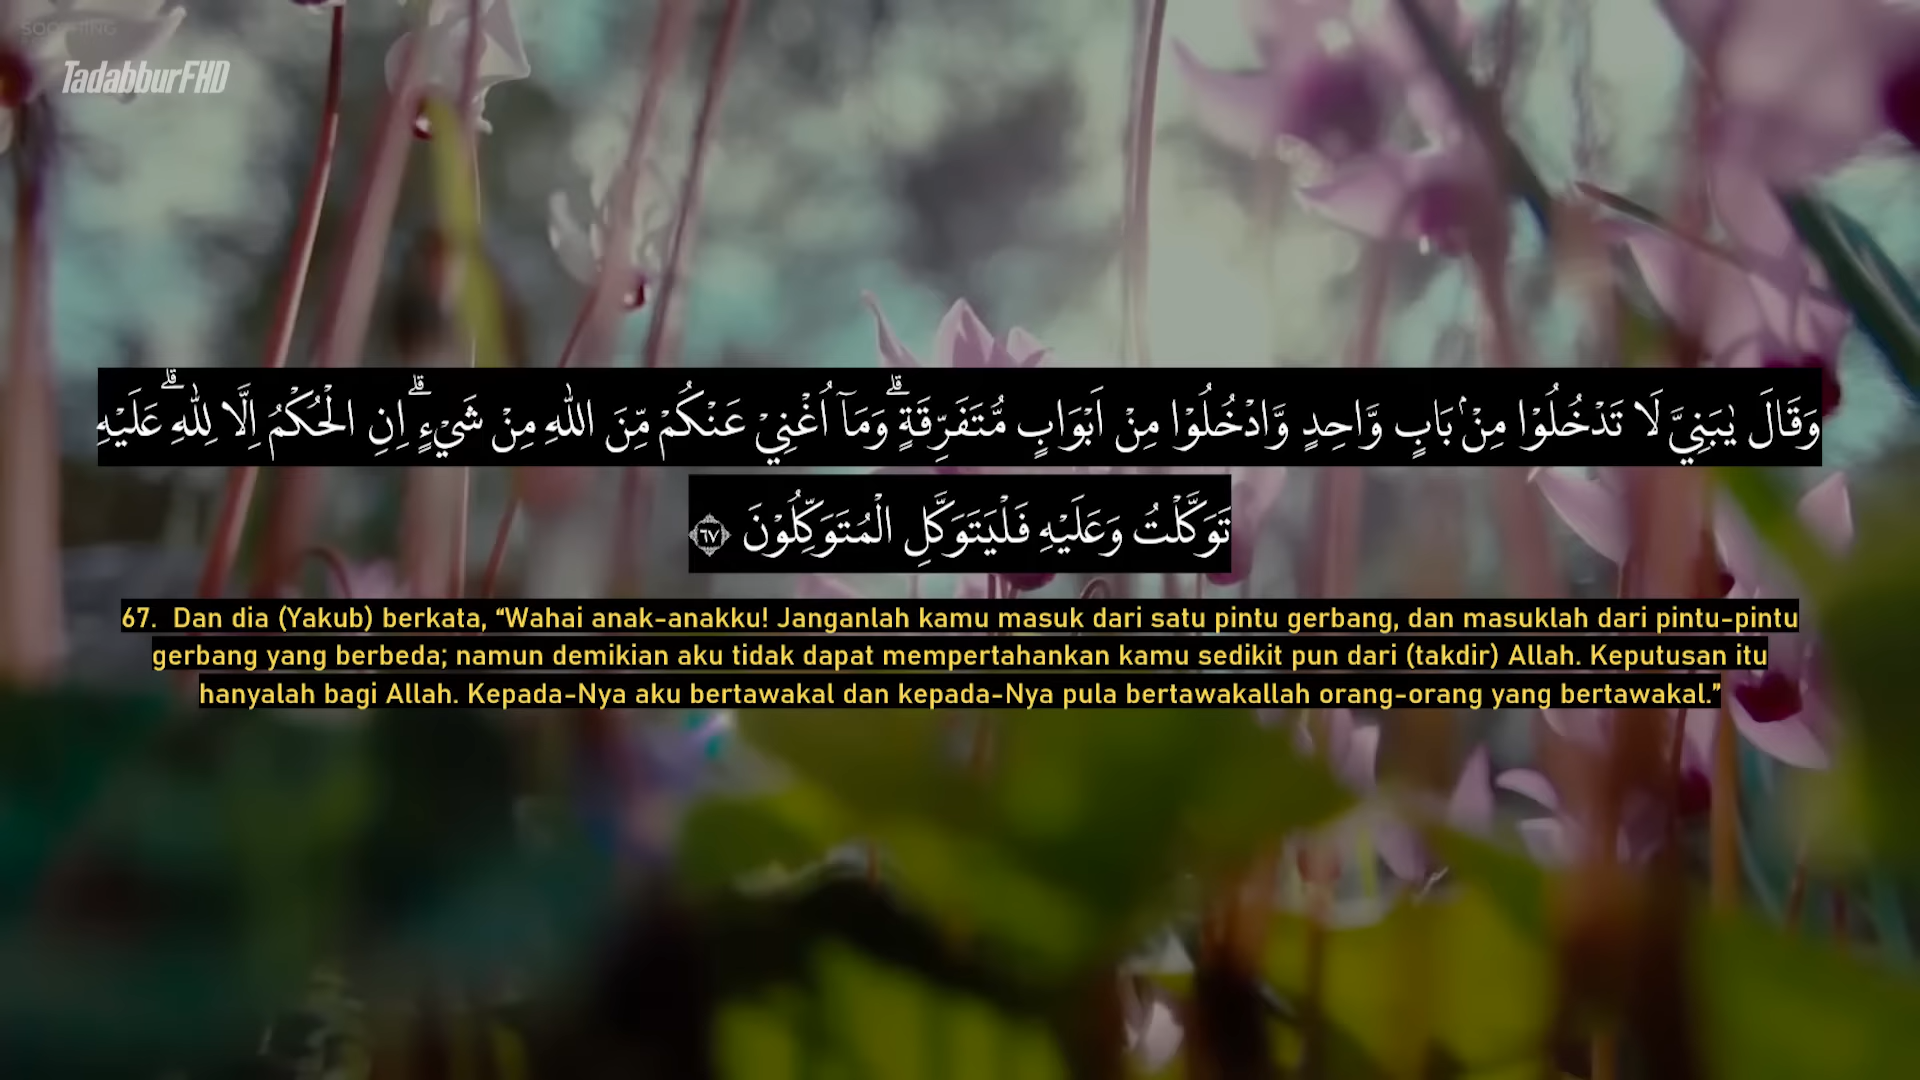 SOOTHING
TadabburFHD
وَقَالَ يٰبَنِيَّ لَا تَدْخُلُوْا مِنْۢ بَابٍ وَّاحِدٍ وَّادْخُلُوْا مِنْ اَبْوَابٍ مُّتَفَرِّقَةٍۗ وَمَآ اُغْنِيْ عَنْكُمْ مِّنَ اللّٰهِ مِنْ شَيْءٍۗ اِنِ الْحُكْمُ اِلَّا لِلّٰهِۗ عَلَيْهِ
تَوَكَّلْتُ وَعَلَيْهِ فَلْيَتَوَكَّلِ الْمُتَوَكِّلُوْنَ ٦٧
67. Dan dia (Yakub) berkata, “Wahai anak-anakku! Janganlah kamu masuk dari satu pintu gerbang, dan masuklah dari pintu-pintu
gerbang yang berbeda; namun demikian aku tidak dapat mempertahankan kamu sedikit pun dari (takdir) Allah. Keputusan itu
hanyalah bagi Allah. Kepada-Nya aku bertawakal dan kepada-Nya pula bertawakallah orang-orang yang bertawakal.”